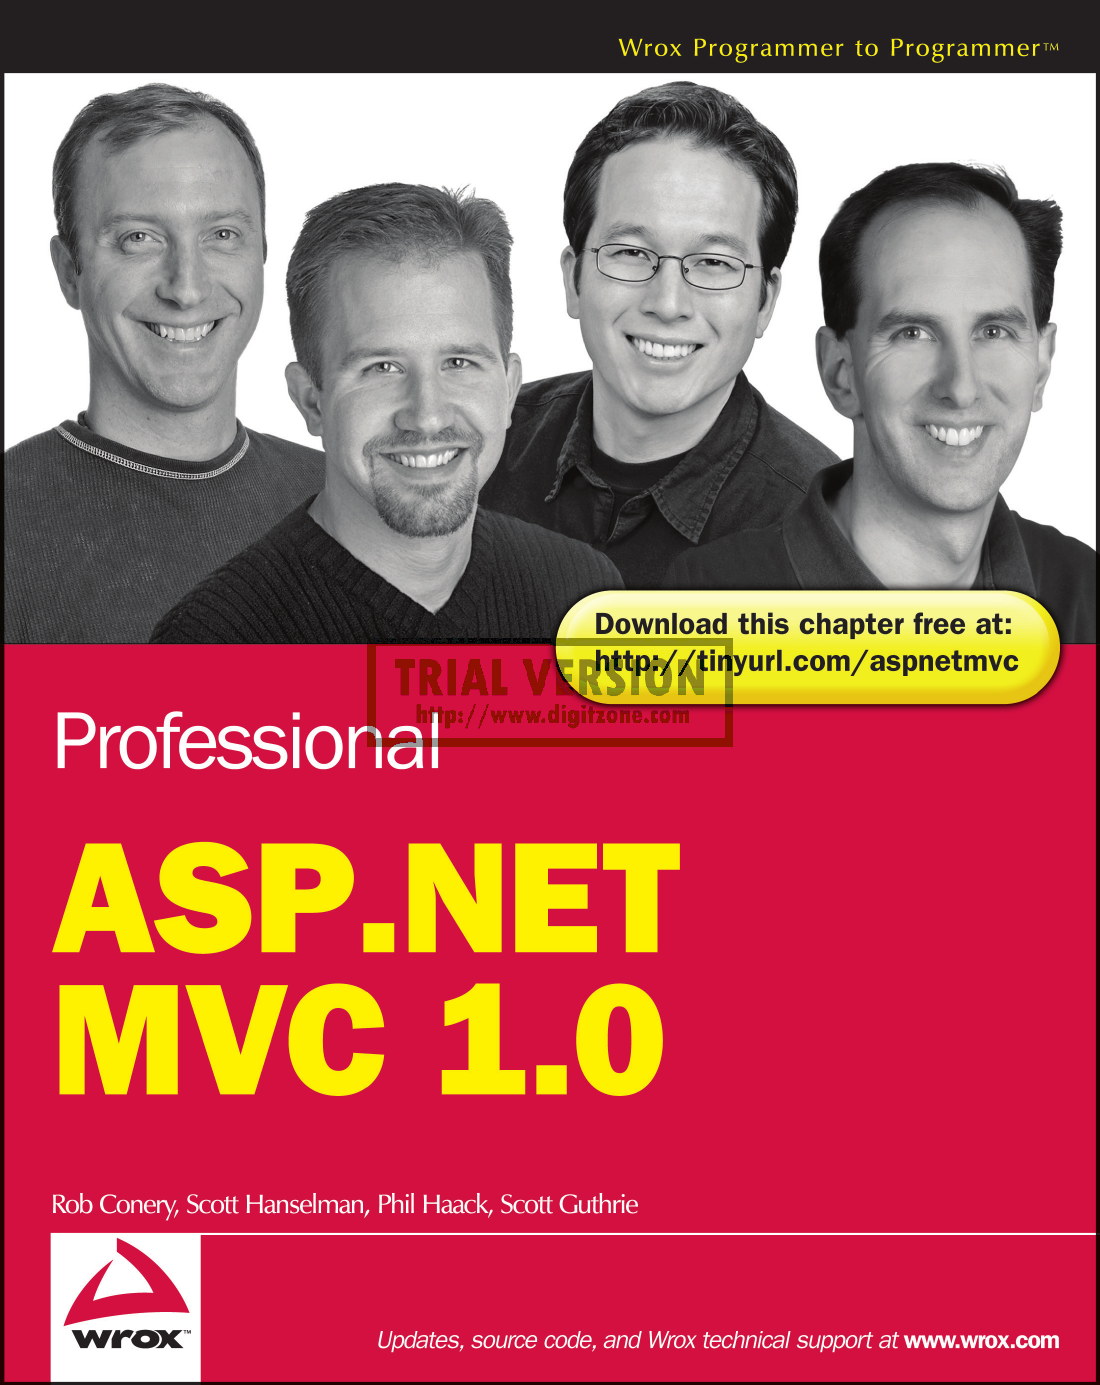 Wrox Programmer to Programmer™
Download this chapter free at:
http://tinyurl.com/aspnetmvc
TRIAL VERSION
http://www.digitzone.com
Professional
ASP.NET
MVC 1.0
Rob Conery, Scott Hanselman, Phil Haack, Scott Guthrie
wrox™
Updates, source code, and Wrox technical support at www.wrox.com